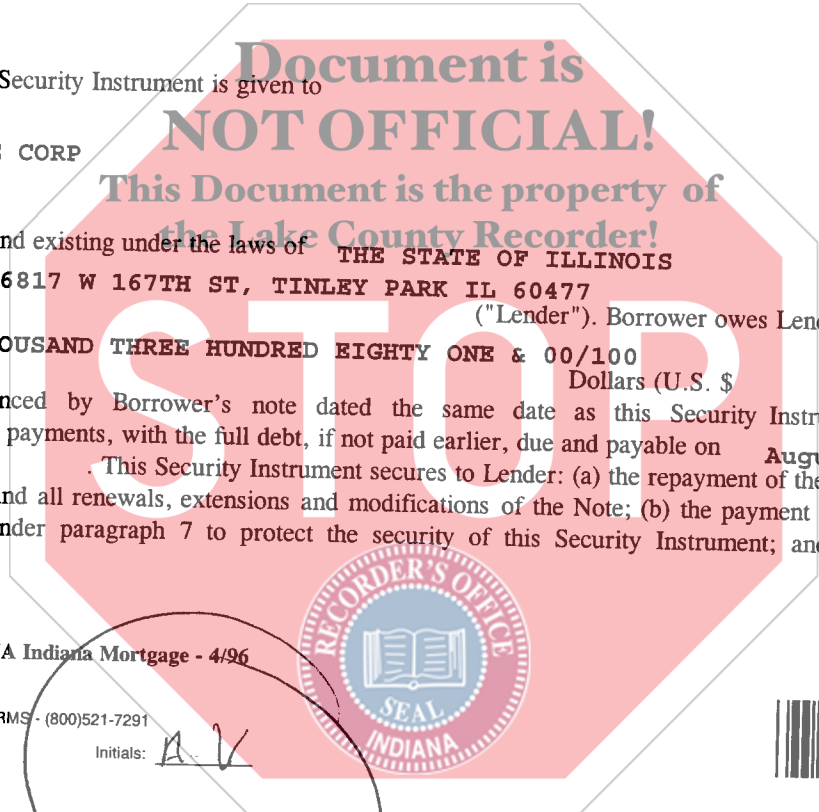 Document is
Security Instrument is given to
NOT OFFICIAL!
CORP
This Document is the property of
the Lake County Recorder!
nd existing under the laws of THE STATE OF ILLINOIS
6817 W 167TH ST, TINLEY PARK IL 60477
("Lender"). Borrower owes Lend
OUSAND THREE HUNDRED EIGHTY ONE & 00/100
Dollars (U.S. $
STOP
nced by Borrower's note dated the same date as this Security Instru
payments, with the full debt, if not paid earlier, due and payable on Augu
. This Security Instrument secures to Lender: (a) the repayment of the
nd all renewals, extensions and modifications of the Note; (b) the payment
nder paragraph 7 to protect the security of this Security Instrument; and
RECORDER'S OFFICE
SEAL
INDIANA
A Indiana Mortgage - 4/96
RMS - (800)521-7291
Initials: A V